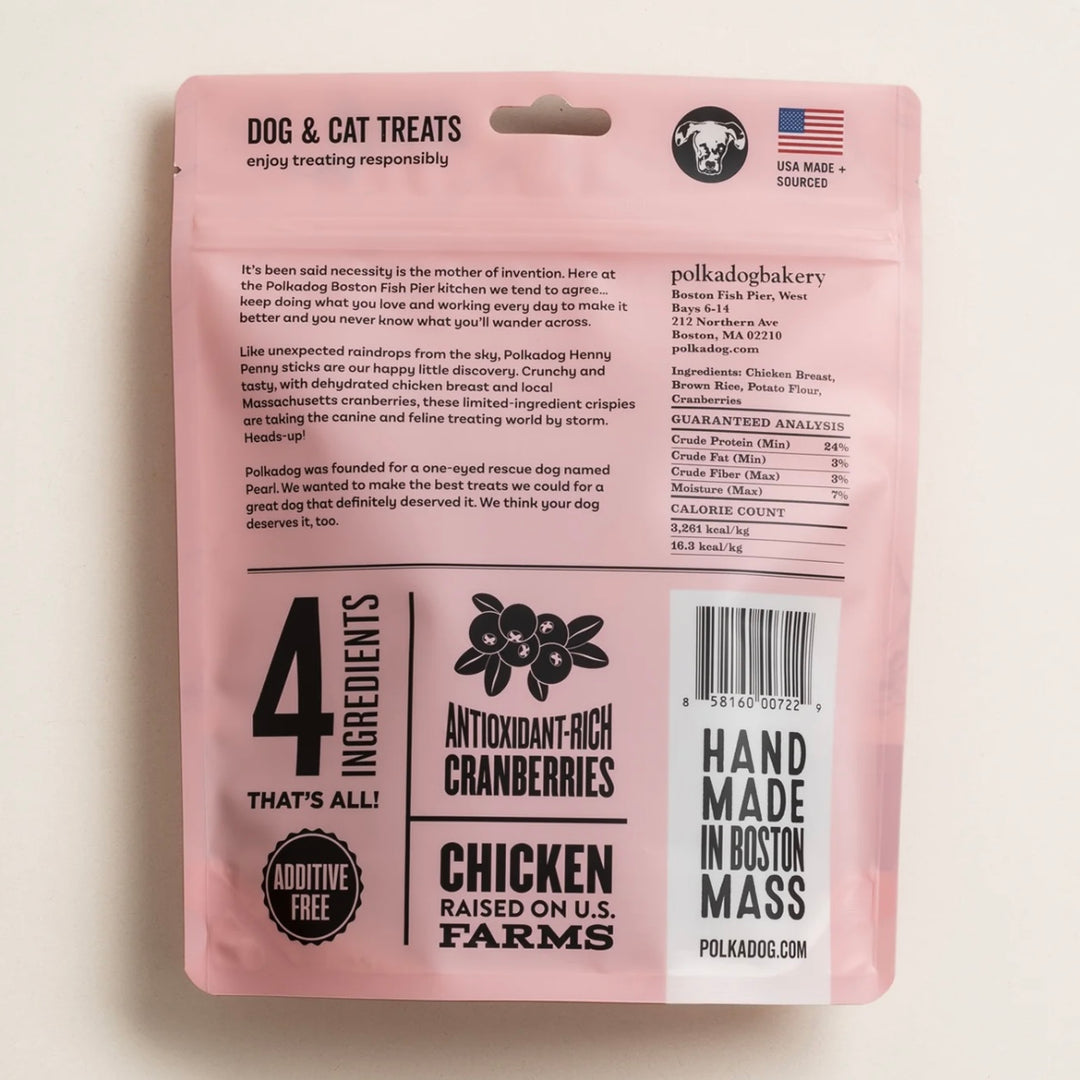 DOG & CAT TREATS
enjoy treating responsibly
USA MADE +
SOURCED
It's been said necessity is the mother of invention. Here at
the Polkadog Boston Fish Pier kitchen we tend to agree...
keep doing what you love and working every day to make it
better and you never know what you'll wander across.
Like unexpected raindrops from the sky, Polkadog Henny
Penny sticks are our happy little discovery. Crunchy and
tasty, with dehydrated chicken breast and local
Massachusetts cranberries, these limited-ingredient crispies
are taking the canine and feline treating world by storm.
Heads-up!
Polkadog was founded for a one-eyed rescue dog named
Pearl. We wanted to make the best treats we could for a
great dog that definitely deserved it. We think your dog
deserves it, too.
polkadogbakery
Boston Fish Pier, West
Bays 6-14
212 Northern Ave
Boston, MA 02210
polkadog.com
Ingredients: Chicken Breast,
Brown Rice, Potato Flour,
Cranberries
GUARANTEED ANALYSIS
Crude Protein (Min) 24%
Crude Fat (Min) 3%
Crude Fiber (Max) 3%
Moisture (Max) 7%
CALORIE COUNT
3,261 kcal/kg
16.3 kcal/kg
4 INGREDIENTS
THAT'S ALL!
ADDITIVE
FREE
ANTIOXIDANT-RICH
CRANBERRIES
CHICKEN
RAISED ON U.S.
FARMS
8 58160 00722 9
HAND
MADE
IN BOSTON
MASS
POLKADOG.COM